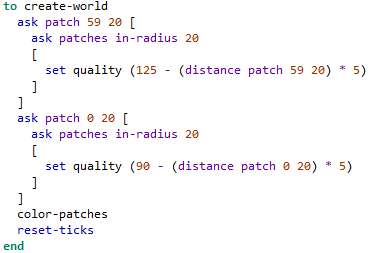 to create-world
  ask patch 59 20 [
    ask patches in-radius 20
    [
      set quality (125 - (distance patch 59 20) * 5)
    ]
  ]
  ask patch 0 20 [
    ask patches in-radius 20
    [
      set quality (90 - (distance patch 0 20) * 5)
    ]
  ]
  color-patches
  reset-ticks
end